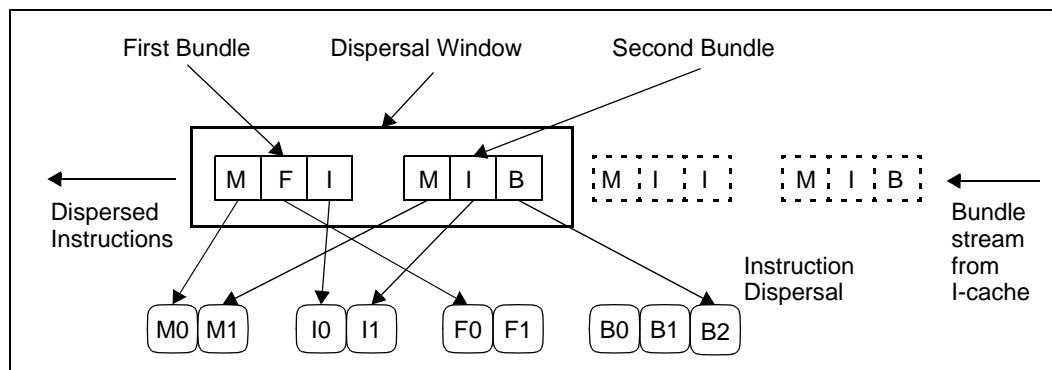 First Bundle Dispersal Window Second Bundle
M F I M I B M I I M I B
Dispersed
Instructions
Bundle
stream
from
I-cache
Instruction
Dispersal
M0 M1 I0 I1 F0 F1 B0 B1 B2